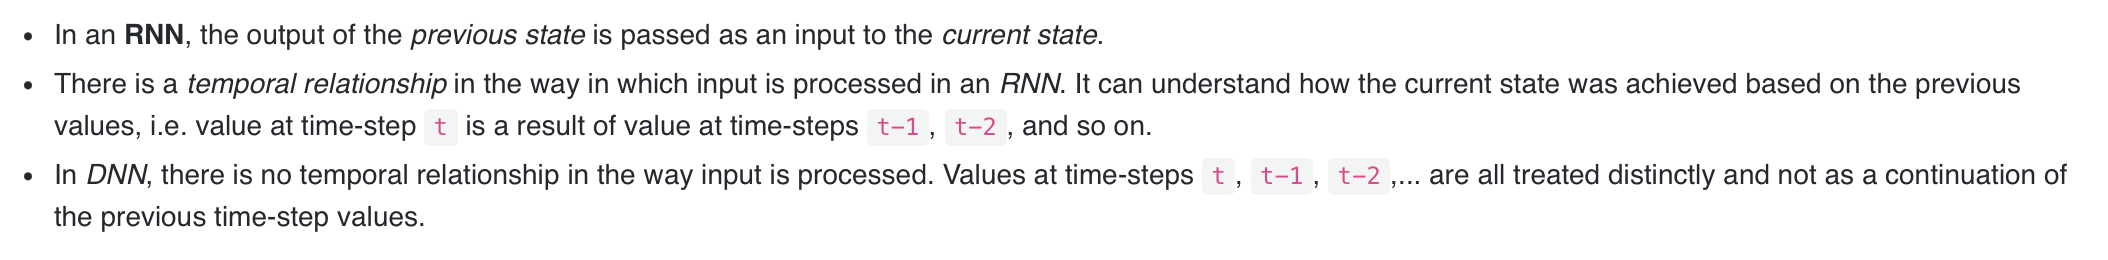 • In an RNN, the output of the previous state is passed as an input to the current state.
• There is a temporal relationship in the way in which input is processed in an RNN. It can understand how the current state was achieved based on the previous
values, i.e. value at time-step t is a result of value at time-steps t-1, t-2, and so on.
• In DNN, there is no temporal relationship in the way input is processed. Values at time-steps t, t-1, t-2,... are all treated distinctly and not as a continuation of
the previous time-step values.